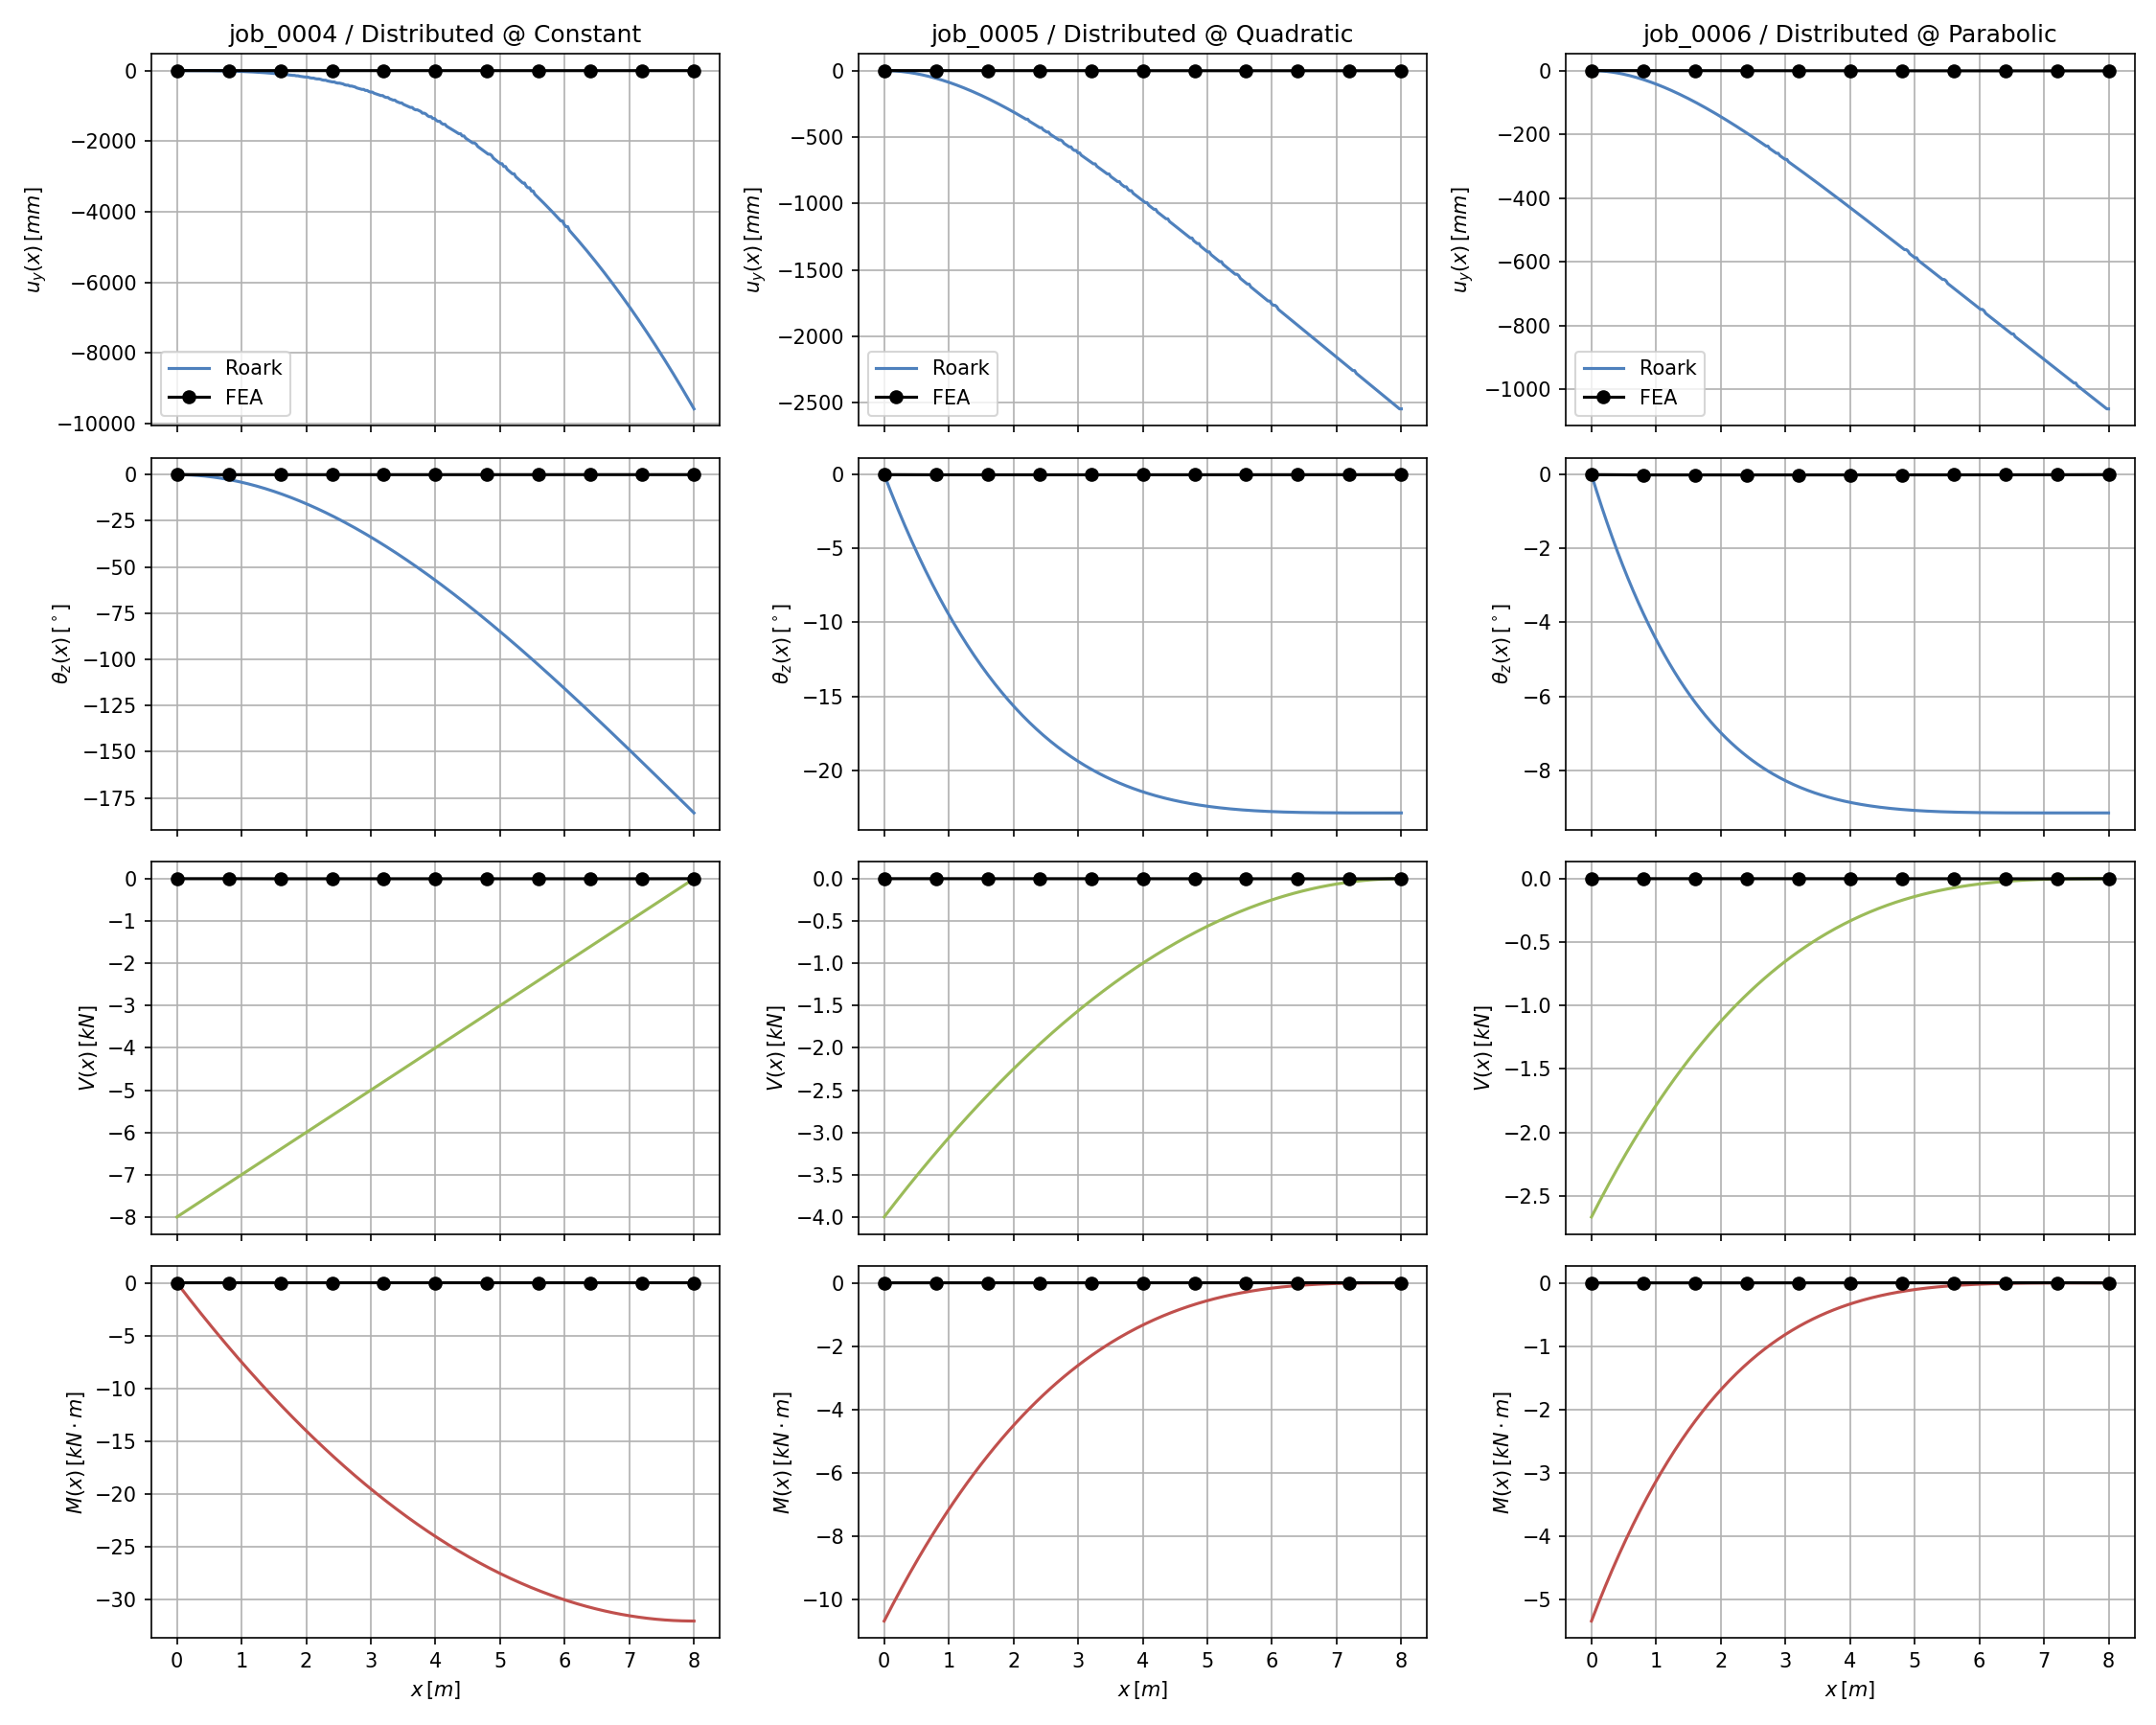 job_0004 / Distributed @ Constant
job_0005 / Distributed @ Quadratic
job_0006 / Distributed @ Parabolic
u_y(x) [mm]
0
−2000
−4000
−6000
−8000
−10000
Roark
FEA
u_y(x) [mm]
0
−500
−1000
−1500
−2000
−2500
Roark
FEA
u_y(x) [mm]
0
−200
−400
−600
−800
−1000
Roark
FEA
θ_z(x) [°]
0
−25
−50
−75
−100
−125
−150
−175
θ_z(x) [°]
0
−5
−10
−15
−20
θ_z(x) [°]
0
−2
−4
−6
−8
V(x) [kN]
0
−1
−2
−3
−4
−5
−6
−7
−8
V(x) [kN]
0.0
−0.5
−1.0
−1.5
−2.0
−2.5
−3.0
−3.5
−4.0
V(x) [kN]
0.0
−0.5
−1.0
−1.5
−2.0
−2.5
M(x) [kN · m]
0
−5
−10
−15
−20
−25
−30
0 1 2 3 4 5 6 7 8
x [m]
M(x) [kN · m]
0
−2
−4
−6
−8
−10
0 1 2 3 4 5 6 7 8
x [m]
M(x) [kN · m]
0
−1
−2
−3
−4
−5
0 1 2 3 4 5 6 7 8
x [m]